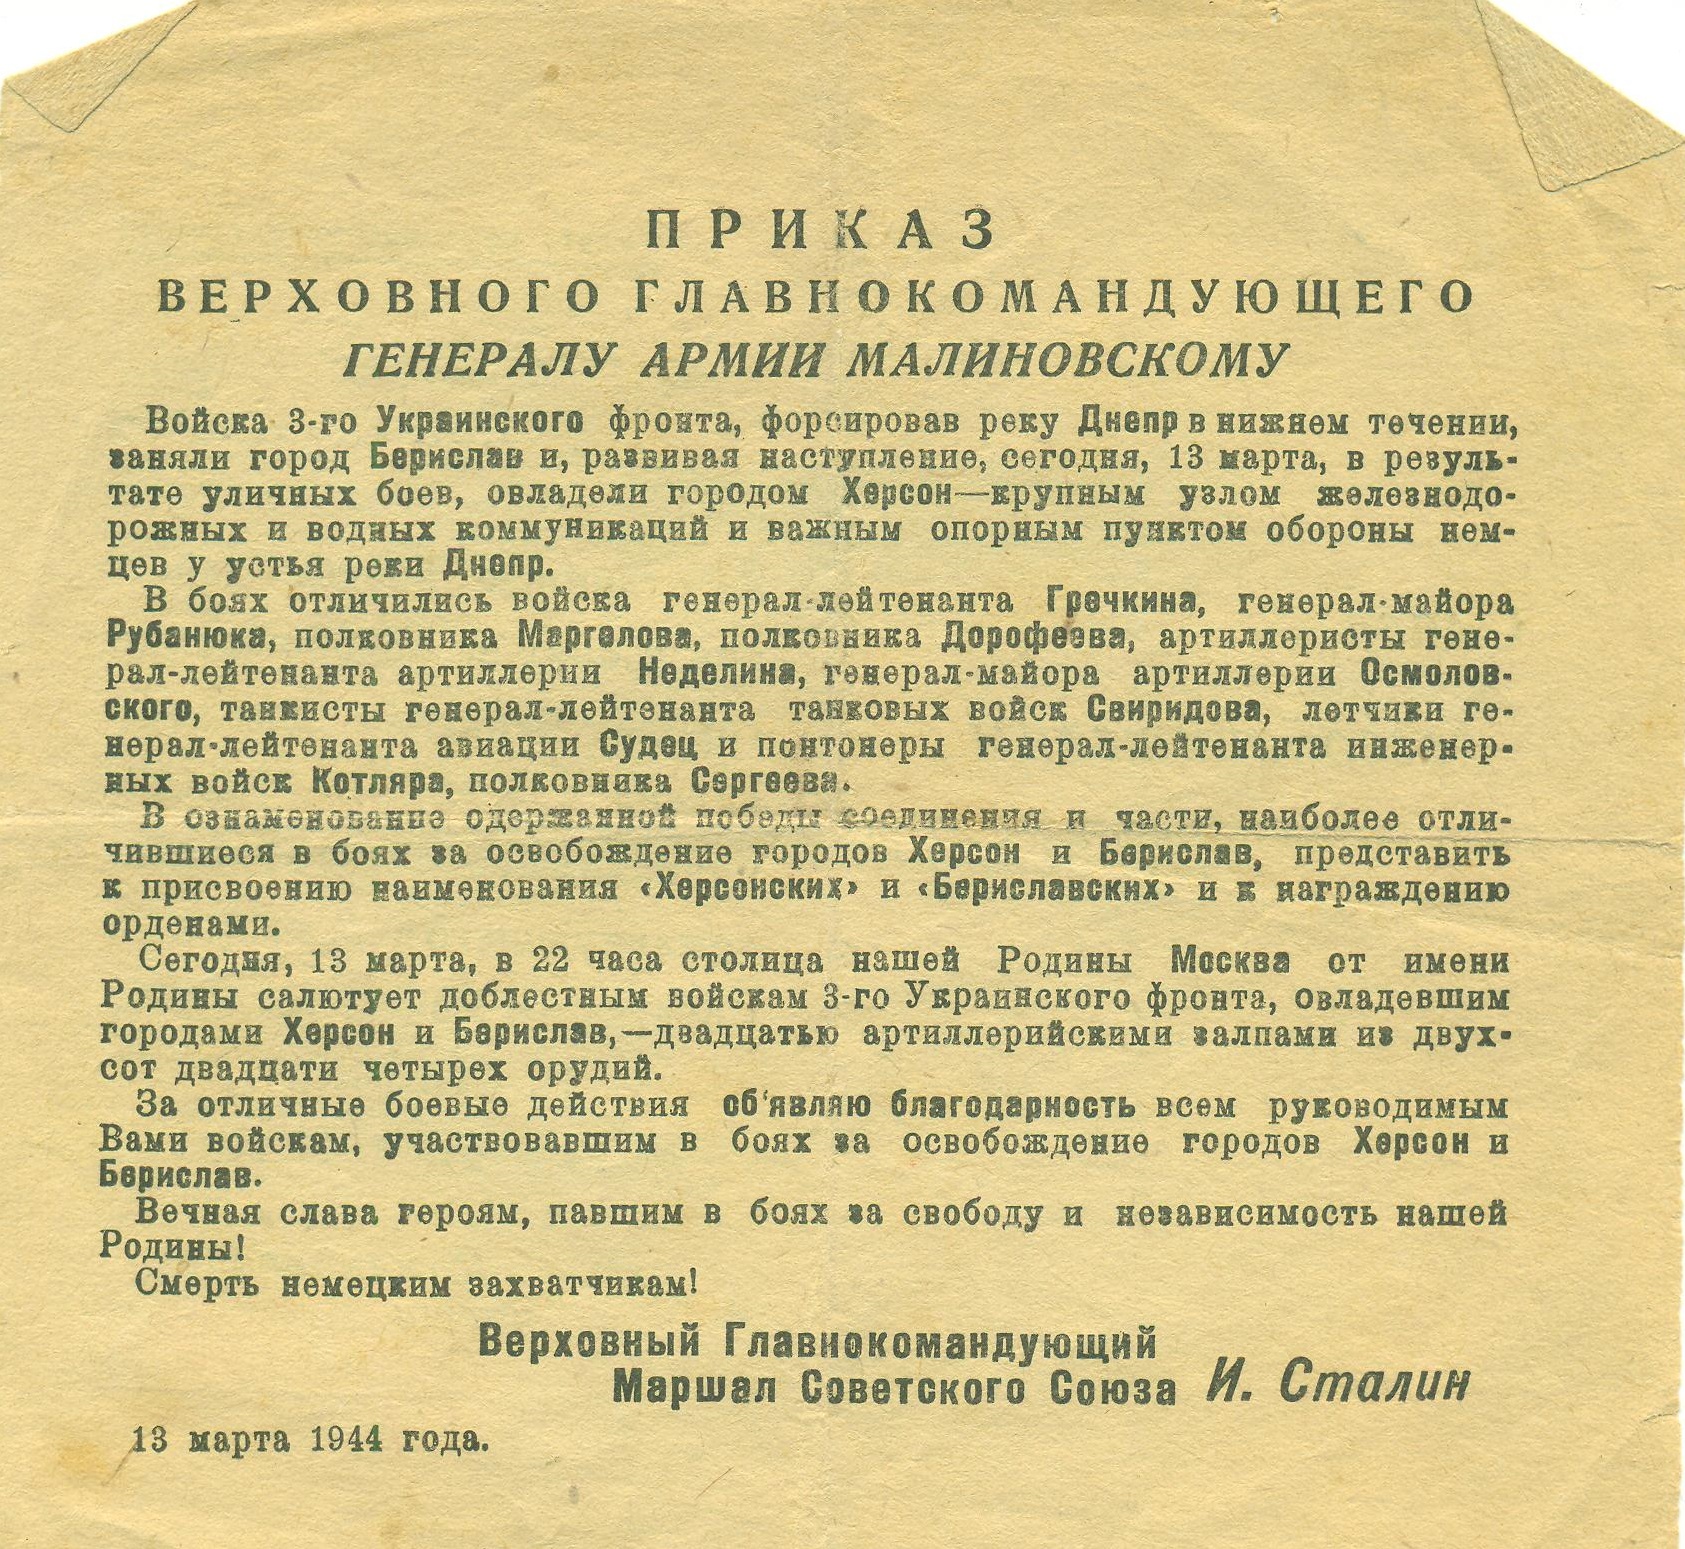 ПРИКАЗ
ВЕРХОВНОГО ГЛАВНОКОМАНДУЮЩЕГО
ГЕНЕРАЛУ АРМИИ МАЛИНОВСКОМУ
Войска 3-го Украинского фронта, форсировав реку Днепр в нижнем течении,
заняли город Берислав и, развивая наступление, сегодня, 13 марта, в резуль-
тате уличных боев, овладели городом Херсон—крупным узлом железнодо-
рожных и водных коммуникаций и важным опорным пунктом обороны нем-
цев у устья реки Днепр.
В боях отличились войска генерал-лейтенанта Гречкина, генерал-майора
Рубанюка, полковника Маргелова, полковника Дорофеева, артиллеристы гене-
рал-лейтенанта артиллерии Неделина, генерал-майора артиллерии Осмолов-
ского, танкисты генерал-лейтенанта танковых войск Свиридова, летчики ге-
нерал-лейтенанта авиации Судец и понтонеры генерал-лейтенанта инженер-
ных войск Котляра, полковника Сергеева.
В ознаменование одержанной победы соединения и части, наиболее отли-
чившиеся в боях за освобождение городов Херсон и Берислав, представить
к присвоению наименования «Херсонских» и «Бериславских» и к награждению
орденами.
Сегодня, 13 марта, в 22 часа столица нашей Родины Москва от имени
Родины салютует доблестным войскам 3-го Украинского фронта, овладевшим
городами Херсон и Берислав,—двадцатью артиллерийскими залпами из двух-
сот двадцати четырех орудий.
За отличные боевые действия об'являю благодарность всем руководимым
Вами войскам, участвовавшим в боях за освобождение городов Херсон и
Берислав.
Вечная слава героям, павшим в боях за свободу и независимость нашей
Родины!
Смерть немецким захватчикам!
Верховный Главнокомандующий
Маршал Советского Союза И. Сталин
13 марта 1944 года.